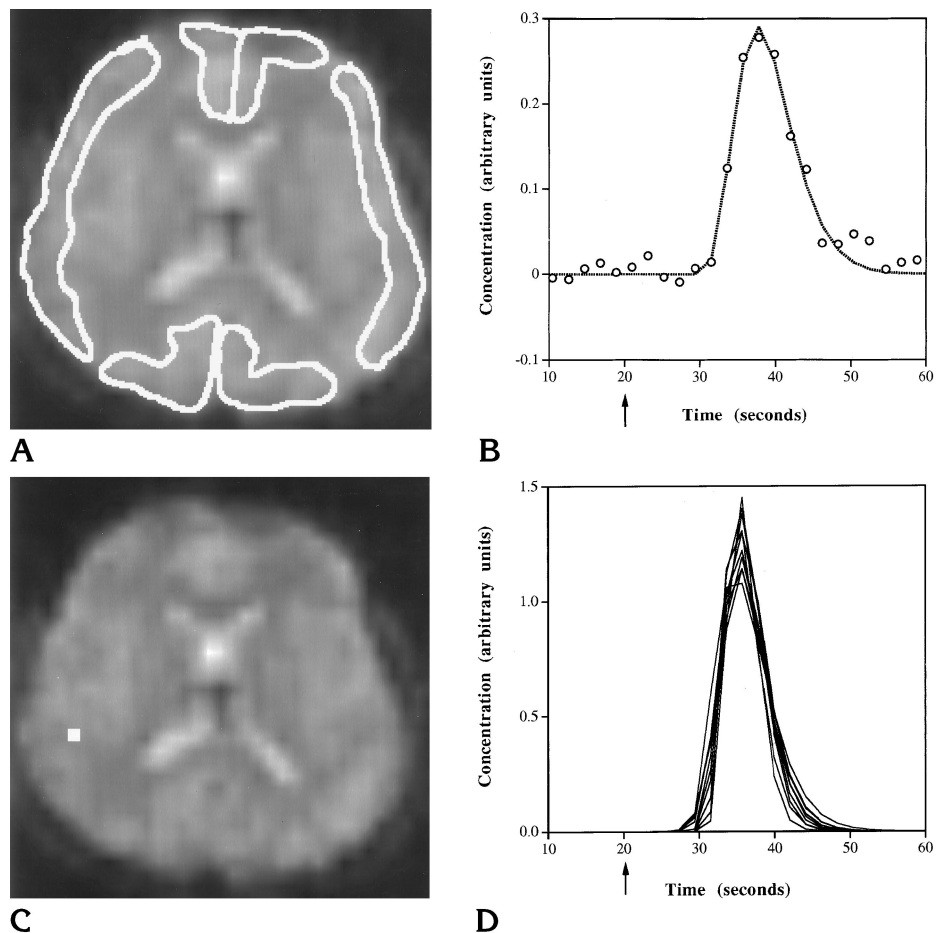 A
B
Concentration (arbitrary units)
0.3
0.2
0.1
0
-0.1
10 20 30 40 50 60
Time (seconds)
C
D
Concentration (arbitrary units)
1.5
1.0
0.5
0.0
10 20 30 40 50 60
Time (seconds)